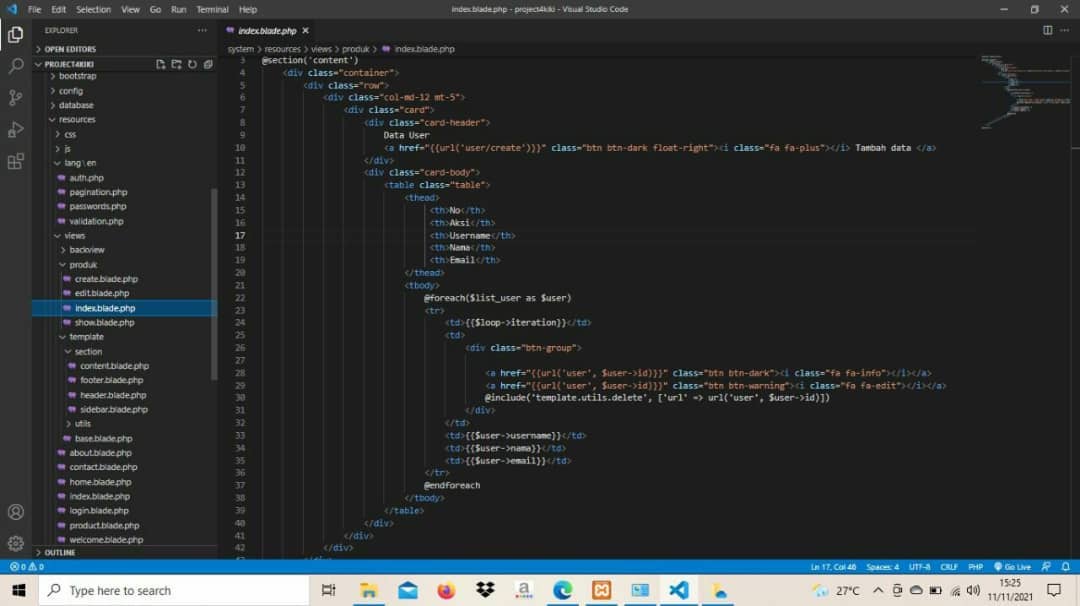 File Edit Selection View Go Run Terminal Help index.blade.php - project4kiki - Visual Studio Code
EXPLORER
OPEN EDITORS
PROJECT4KIKI
bootstrap
config
database
resources
css
js
lang \ en
auth.php
pagination.php
passwords.php
validation.php
views
backview
produk
create.blade.php
edit.blade.php
index.blade.php
show.blade.php
template
section
content.blade.php
footer.blade.php
header.blade.php
sidebar.blade.php
utils
base.blade.php
about.blade.php
contact.blade.php
home.blade.php
index.blade.php
login.blade.php
product.blade.php
welcome.blade.php
OUTLINE
index.blade.php
system > resources > views > produk > index.blade.php
3 @section('content')
4 <div class="container">
5 <div class="row">
6 <div class="col-md-12 mt-5">
7 <div class="card">
8 <div class="card-header">
9 Data User
10 <a href="{{url('user/create')}}" class="btn btn-dark float-right"><i class="fa fa-plus"></i> Tambah data </a>
11 </div>
12 <div class="card-body">
13 <table class="table">
14 <thead>
15 <th>No</th>
16 <th>Aksi</th>
17 <th>Username</th>
18 <th>Nama</th>
19 <th>Email</th>
20 </thead>
21 <tbody>
22 @foreach($list_user as $user)
23 <tr>
24 <td>{{$loop->iteration}}</td>
25 <td>
26 <div class="btn-group">
27
28 <a href="{{url('user', $user->id)}}" class="btn btn-dark"><i class="fa fa-info"></i></a>
29 <a href="{{url('user', $user->id)}}" class="btn btn-warning"><i class="fa fa-edit"></i></a>
30 @include('template.utils.delete', ['url' => url('user', $user->id)])
31 </div>
32 </td>
33 <td>{{$user->username}}</td>
34 <td>{{$user->nama}}</td>
35 <td>{{$user->email}}</td>
36 </tr>
37 @endforeach
38 </tbody>
39 </table>
40 </div>
41 </div>
42 </div>
0 0 Ln 17, Col 46 Spaces: 4 UTF-8 CRLF PHP Go Live
Type here to search
27°C
15:25
11/11/2021